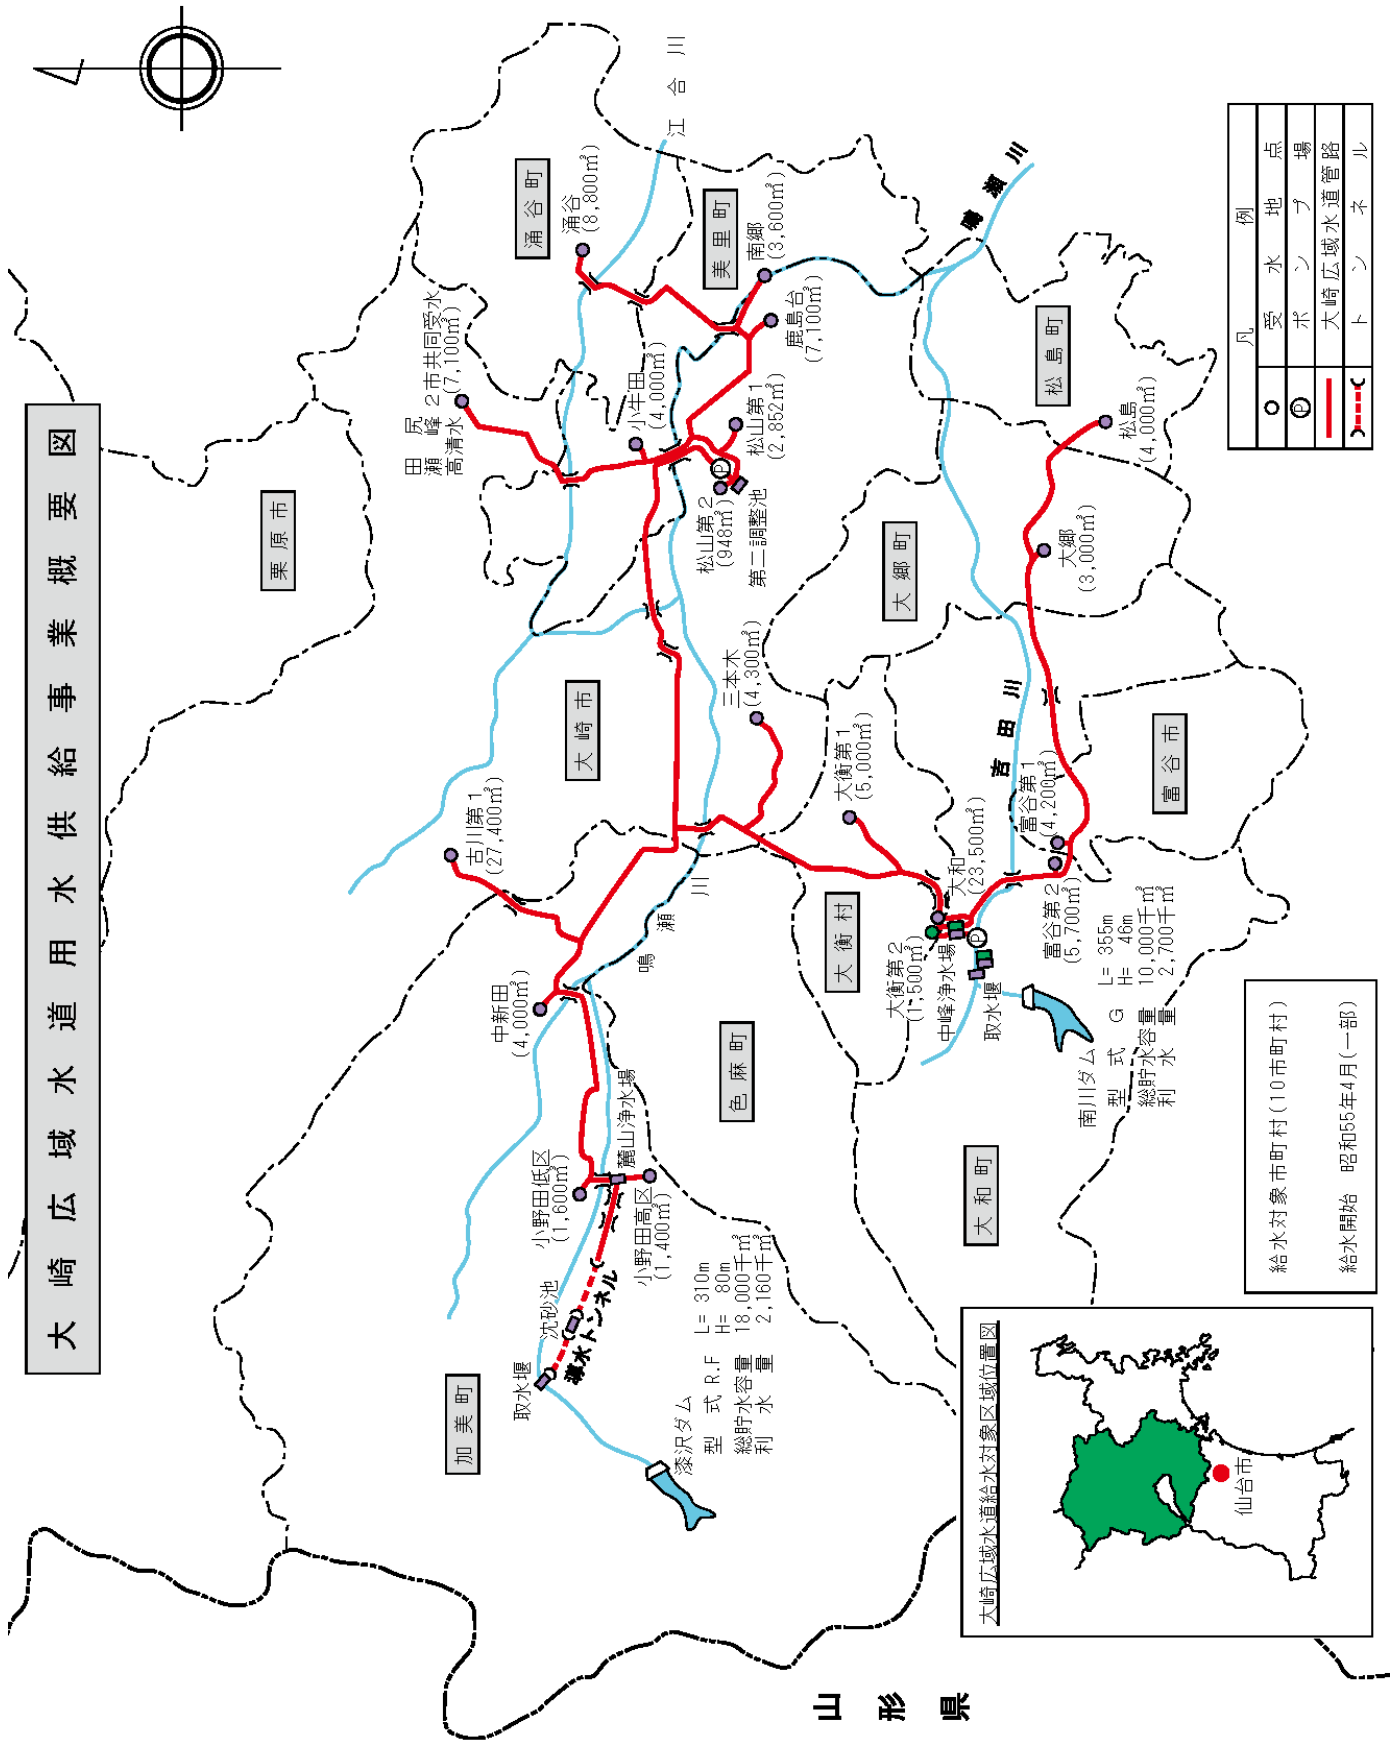 大崎広域水道用水供給事業概要図
栗原市
涌谷町
涌谷
(8,800㎥)
江合川
美里町
南郷
(3,600㎥)
鹿島台
(7,100㎥)
田尻
瀬峰
高清水
2市共同受水
(7,100㎥)
小牛田
(4,000㎥)
松山第1
(2,852㎥)
松山第2
(948㎥)
第二調整池
P
大崎市
古川第1
(27,400㎥)
三本木
(4,300㎥)
中新田
(4,000㎥)
鳴瀬川
鳴瀬川
加美町
取水堰
沈砂池
導水トンネル
小野田低区
(1,600㎥)
麓山浄水場
小野田高区
(1,400㎥)
漆沢ダム
型式 R.F
L= 310m
H= 80m
総貯水容量 18,000千㎥
利水量 2,160千㎥
色麻町
大衡村
大衡第1
(5,000㎥)
大衡第2
(1,500㎥)
中峰浄水場
取水堰
P
大和
(23,500㎥)
大和町
吉田川
富谷第1
(4,200㎥)
富谷第2
(5,700㎥)
富谷市
南川ダム
型式 G
L= 355m
H= 46m
総貯水容量 10,000千㎥
利水量 2,700千㎥
大郷町
大郷
(3,000㎥)
松島町
松島
(4,000㎥)
山形県
凡例
受水地点
P ポンプ場
大崎広域水道管路
トンネル
給水対象市町村(10市町村)
給水開始 昭和55年4月(一部)
大崎広域水道給水対象区域位置図
仙台市